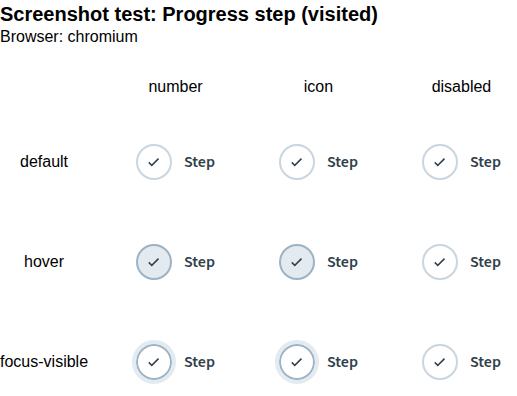 Screenshot test: Progress step (visited)
Browser: chromium
number icon disabled
default Step Step Step
hover Step Step Step
focus-visible Step Step Step